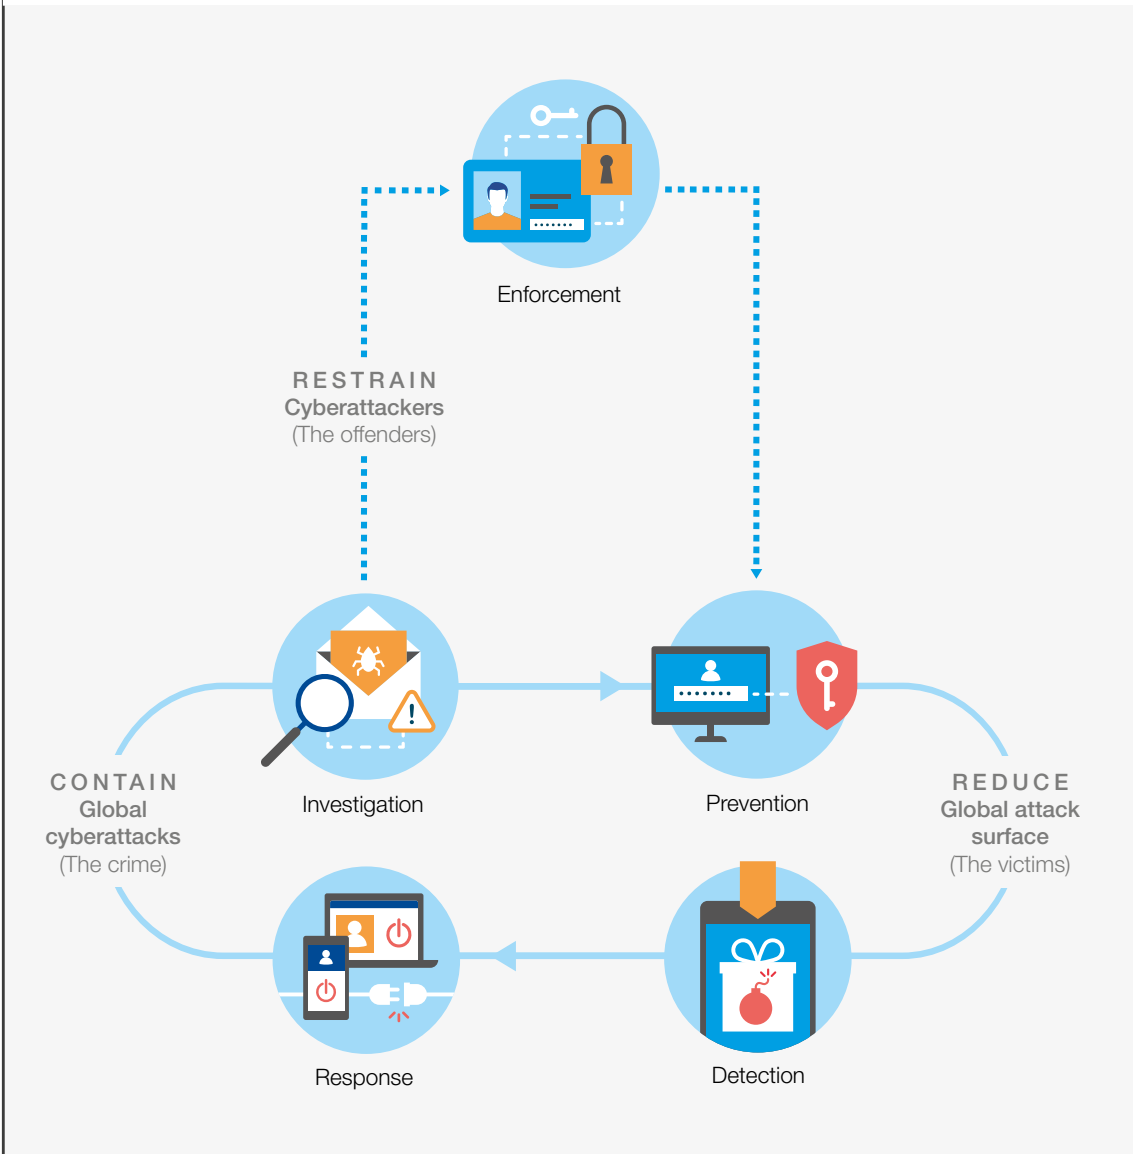 Enforcement
RESTRAIN
Cyberattackers
(The offenders)
Investigation
Prevention
CONTAIN
Global
cyberattacks
(The crime)
REDUCE
Global attack
surface
(The victims)
Response
Detection